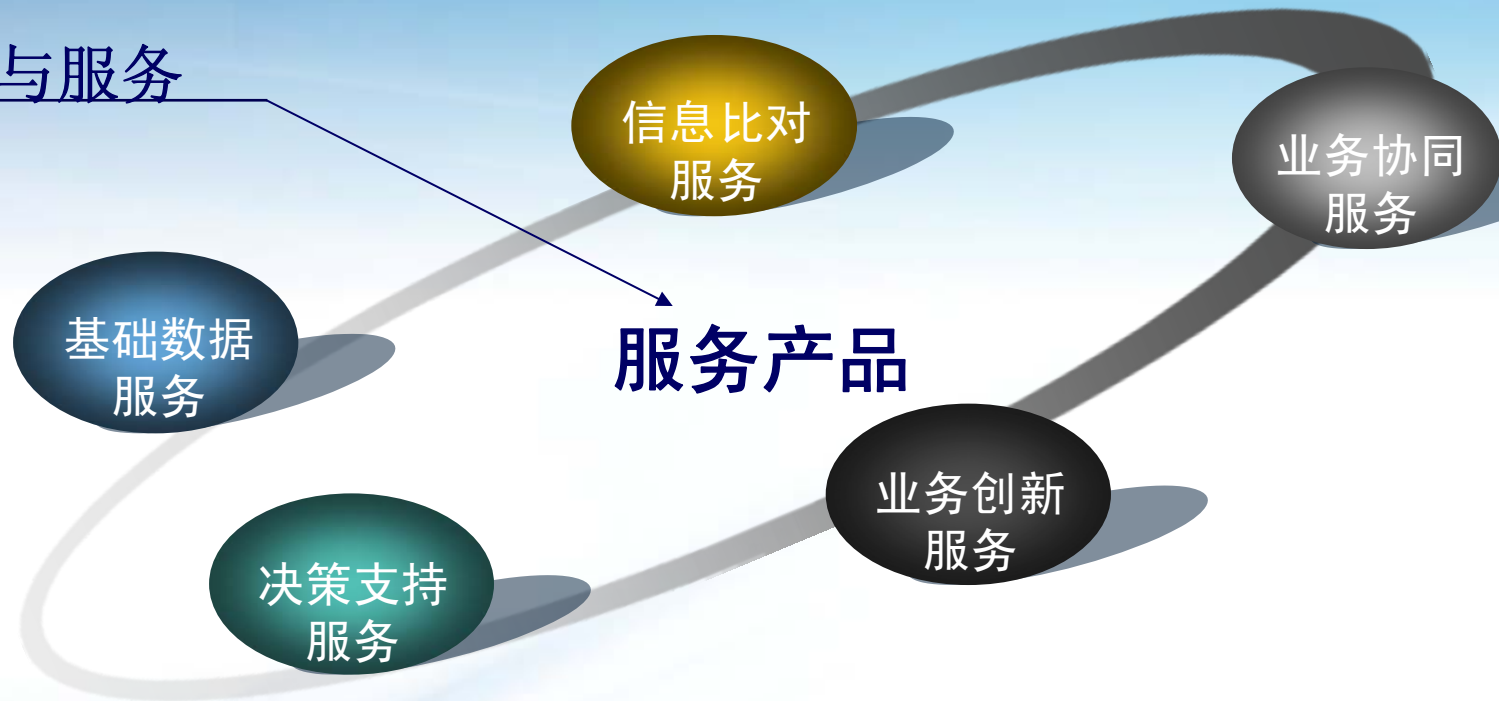 与服务
信息比对
服务
业务协同
服务
基础数据
服务
服务产品
业务创新
服务
决策支持
服务